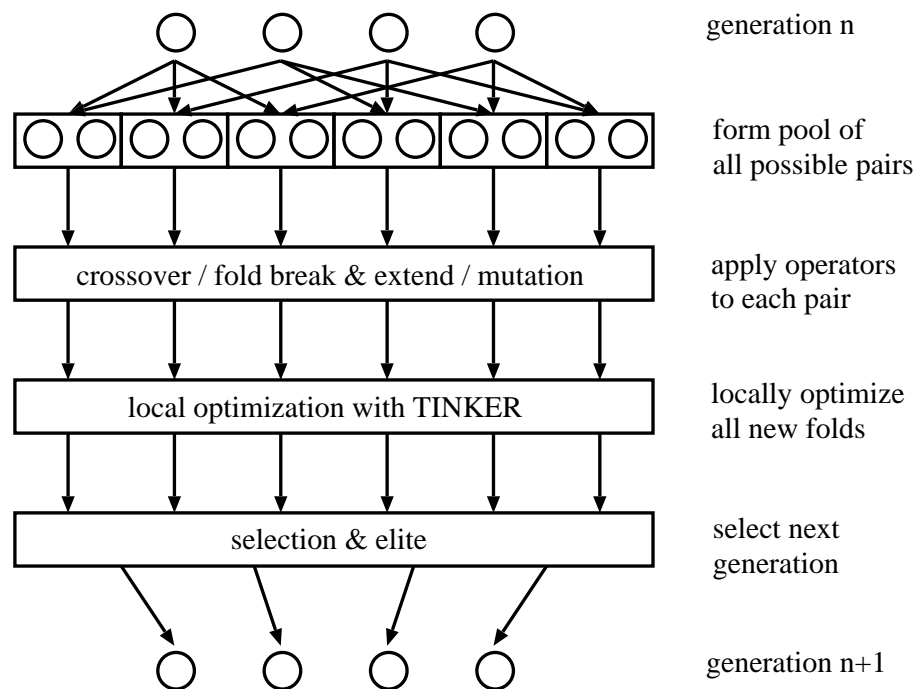 generation n
form pool of
all possible pairs
crossover / fold break & extend / mutation
apply operators
to each pair
local optimization with TINKER
locally optimize
all new folds
selection & elite
select next
generation
generation n+1